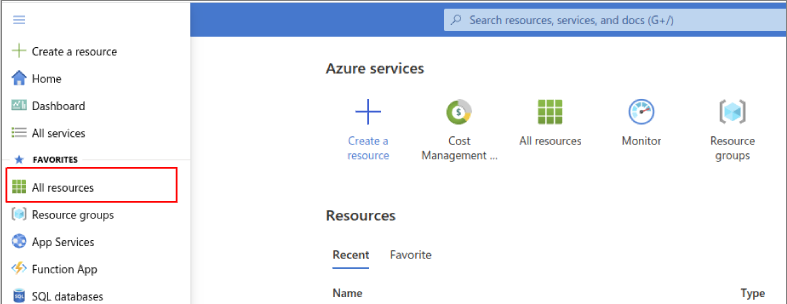 Search resources, services, and docs (G+/)
Create a resource
Home
Dashboard
All services
FAVORITES
All resources
Resource groups
App Services
Function App
SQL databases
Azure services
Create a
resource
Cost
Management ...
All resources
Monitor
Resource
groups
Resources
Recent Favorite
Name Type